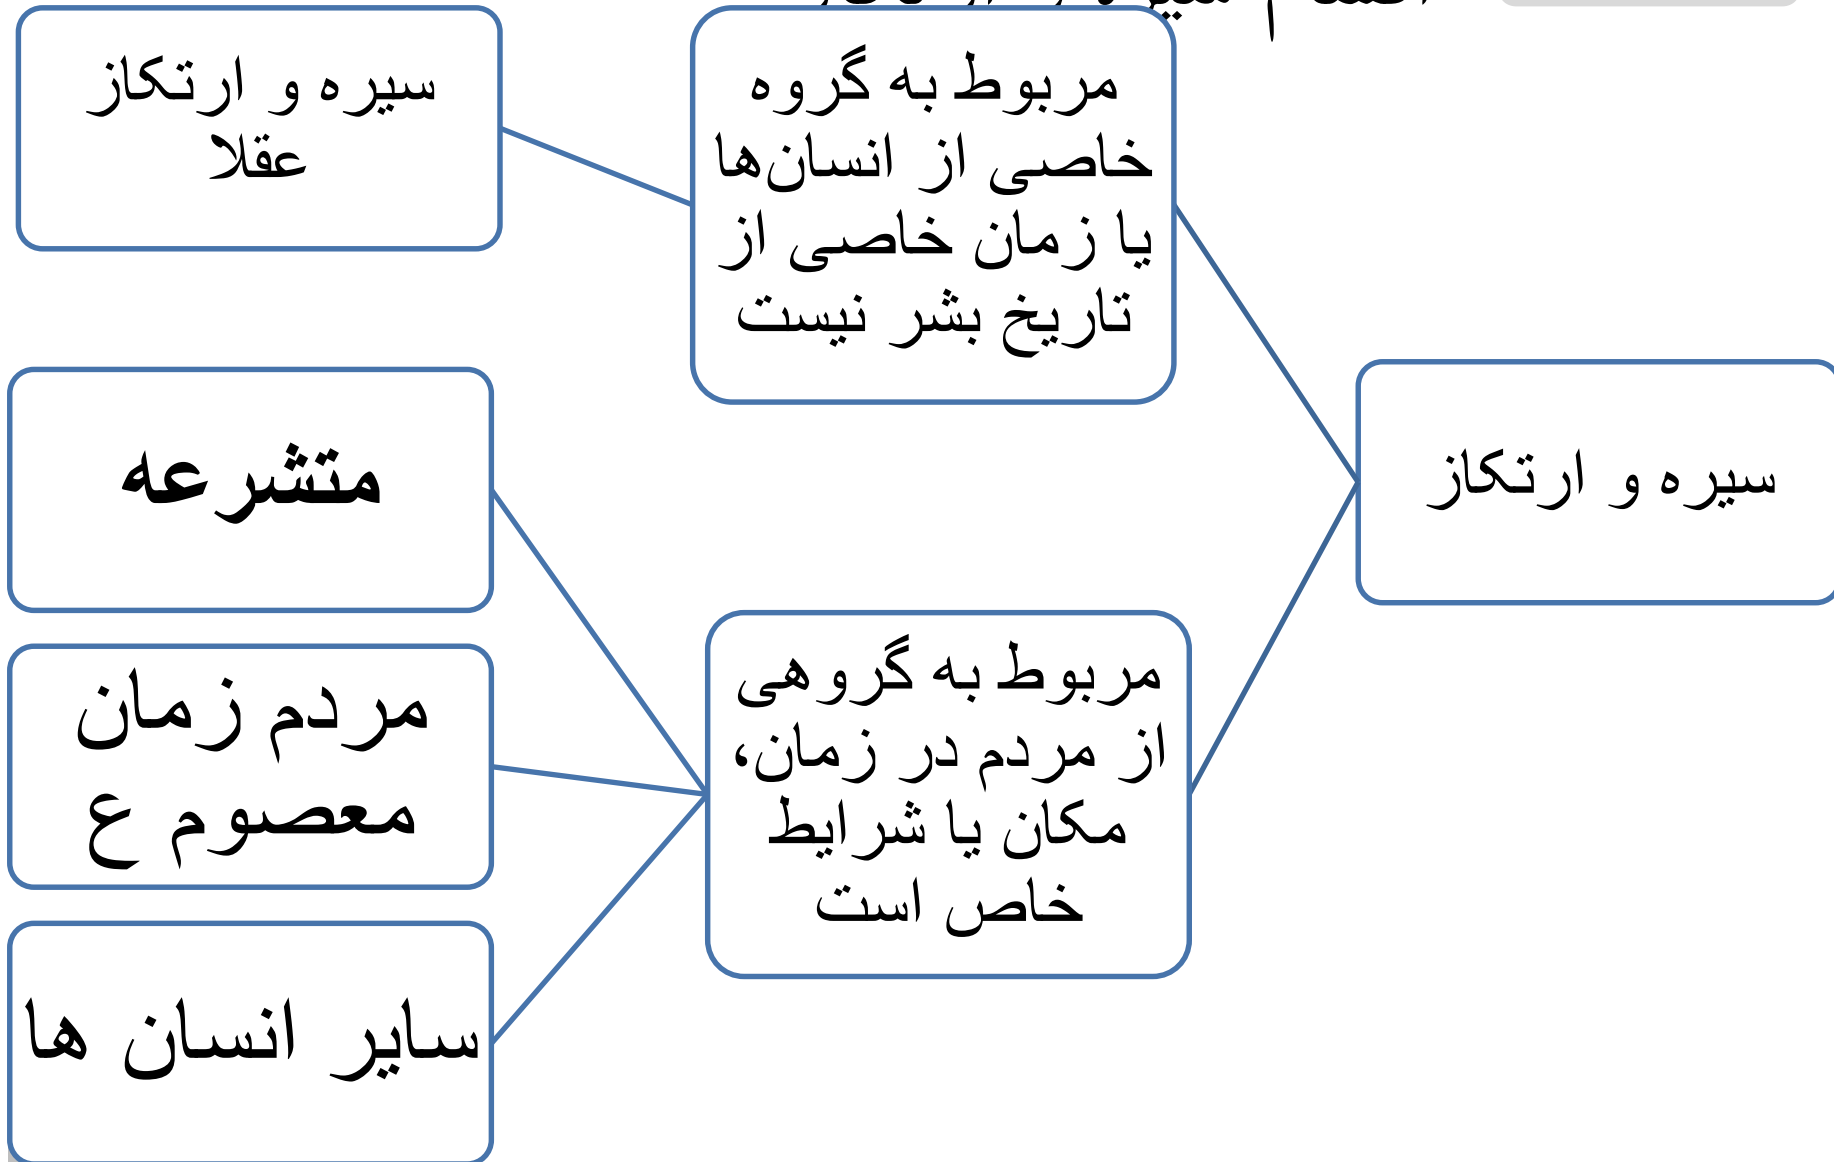 سیره و ارتکاز
مربوط به گروه
خاصی از انسان‌ها
یا زمان خاصی از
تاریخ بشر نیست
سیره و ارتکاز
عقلا
مربوط به گروهی
از مردم در زمان،
مکان یا شرایط
خاص است
متشرعه
مردم زمان
معصوم ع
سایر انسان ها